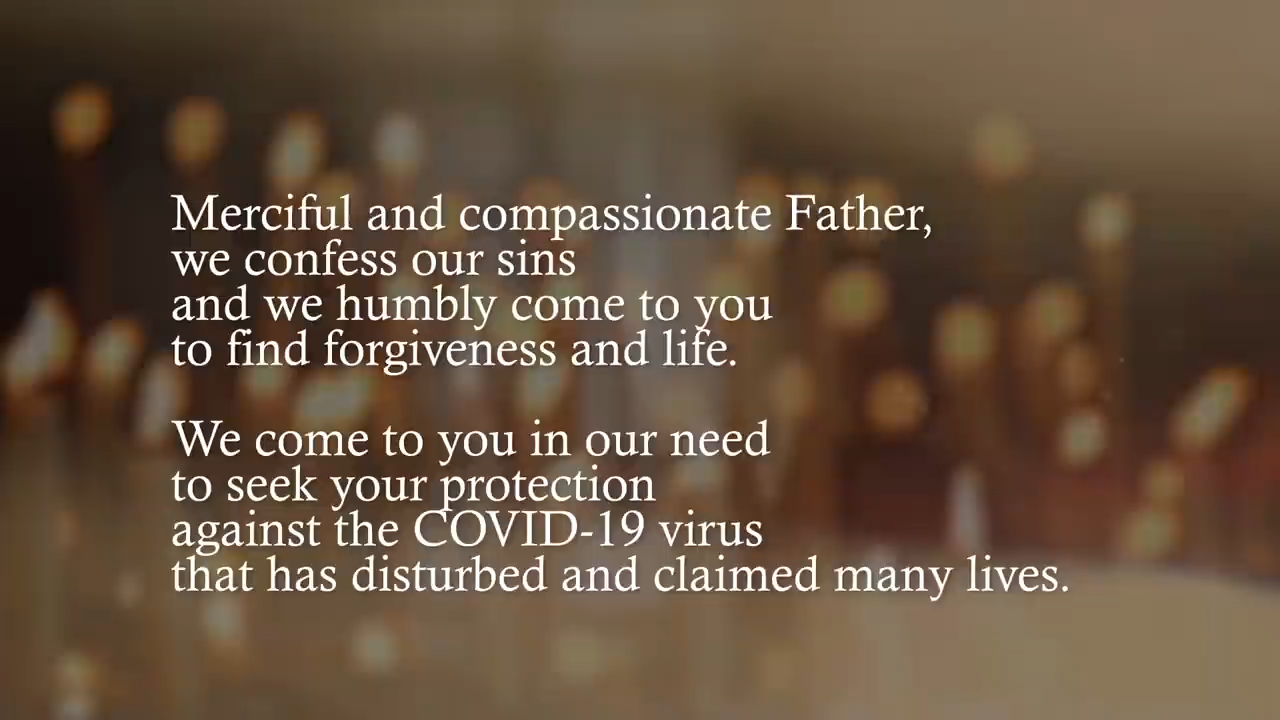 Merciful and compassionate Father,
we confess our sins
and we humbly come to you
to find forgiveness and life.
We come to you in our need
to seek your protection
against the COVID-19 virus
that has disturbed and claimed many lives.